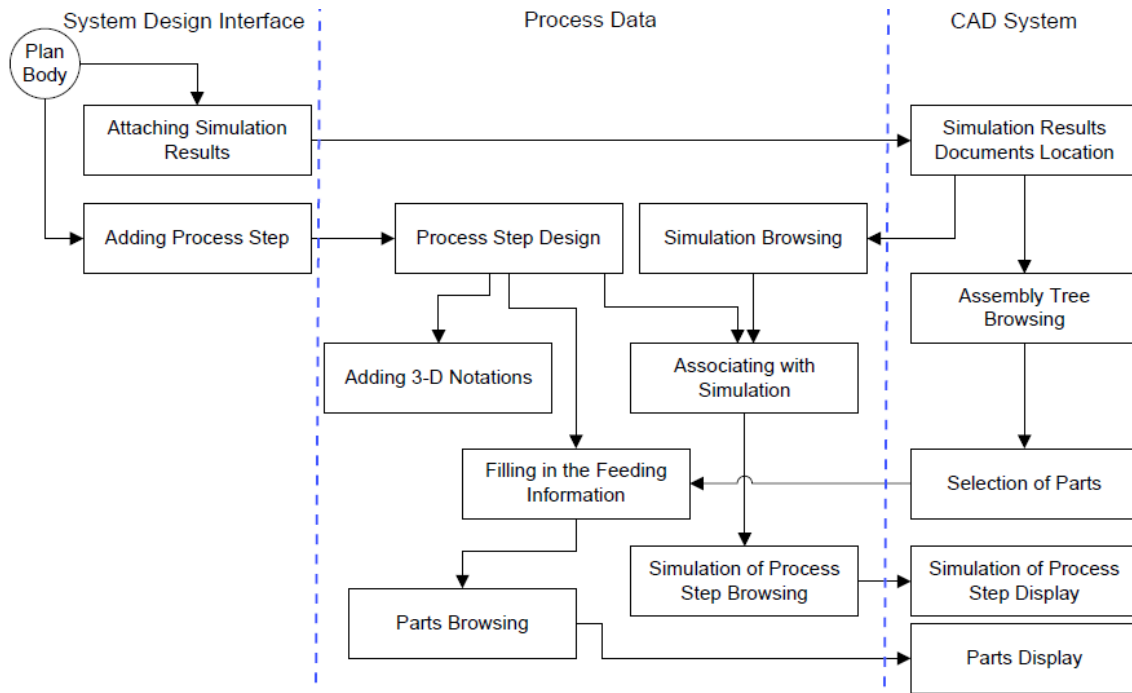 System Design Interface
Process Data
CAD System
Plan
Body
Attaching Simulation
Results
Simulation Results
Documents Location
Adding Process Step
Process Step Design
Simulation Browsing
Assembly Tree
Browsing
Adding 3-D Notations
Associating with
Simulation
Filling in the Feeding
Information
Selection of Parts
Simulation of Process
Step Browsing
Simulation of Process
Step Display
Parts Browsing
Parts Display